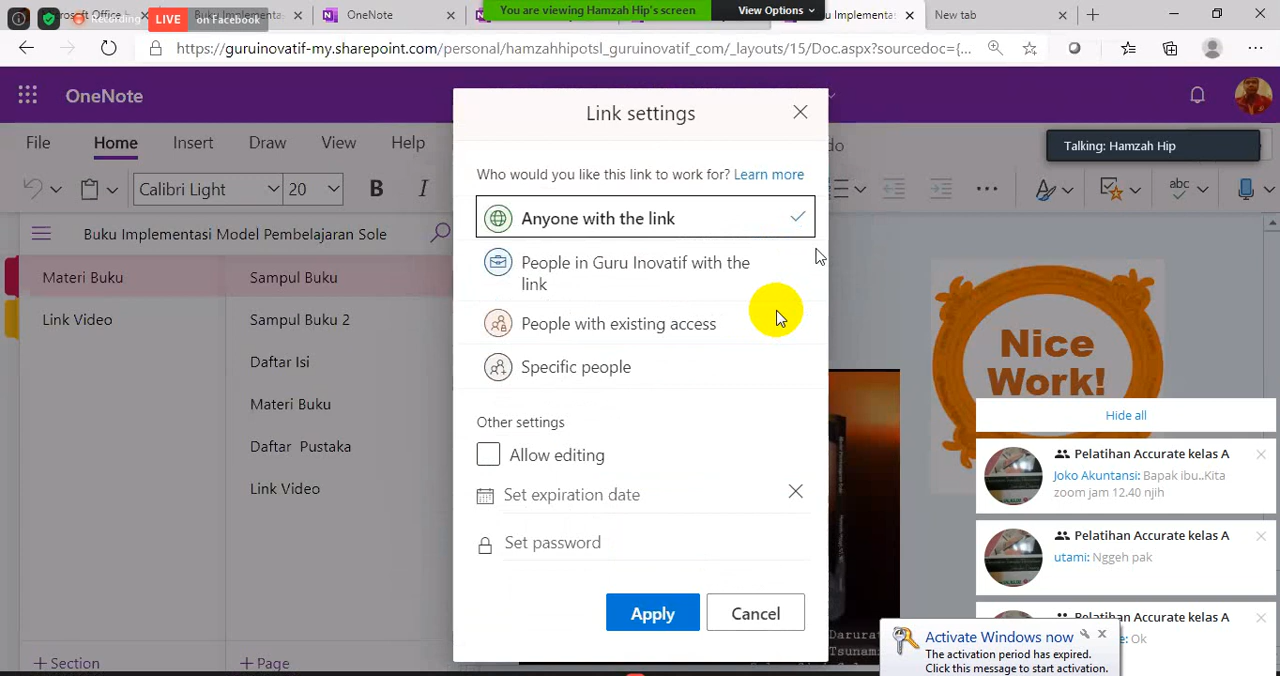 Recording
LIVE on Facebook
OneNote
You are viewing Hamzah Hip's screen
View Options
New tab
https://guruinovatif-my.sharepoint.com/personal/hamzahhipotsl_guruinovatif_com/_layouts/15/Doc.aspx?sourcedoc={...
OneNote
File
Home
Insert
Draw
View
Help
Talking: Hamzah Hip
Calibri Light
20
B
I
abc
Buku Implementasi Model Pembelajaran Sole
Materi Buku
Link Video
Sampul Buku
Sampul Buku 2
Daftar Isi
Materi Buku
Dafrar Pustaka
Link Video
+ Section
+ Page
Link settings
Who would you like this link to work for? Learn more
Anyone with the link
People in Guru Inovatif with the
link
People with existing access
Specific people
Other settings
Allow editing
Set expiration date
Set password
Apply
Cancel
Nice
Work!
Hide all
Pelatihan Accurate kelas A
Joko Akuntansi: Bapak ibu..Kita
zoom jam 12.40 njih
Pelatihan Accurate kelas A
utami: Nggeh pak
Pelatihan Accurate kelas A
Ok
Activate Windows now
The activation period has expired.
Click this message to start activation.